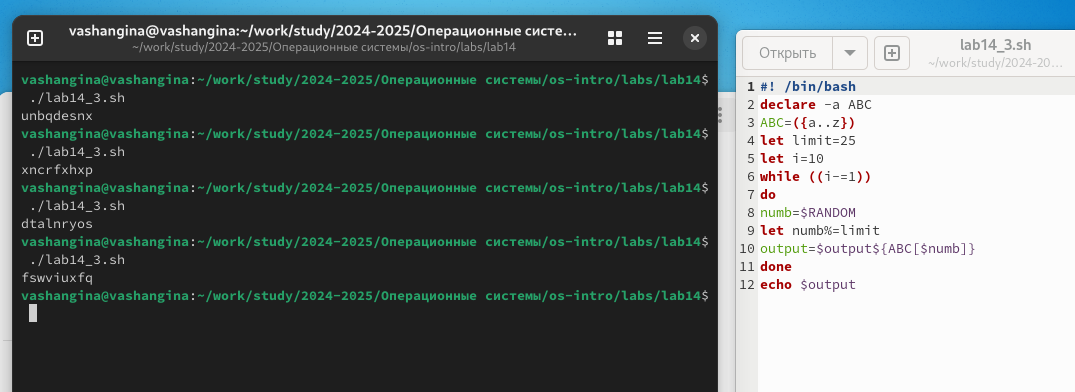 vashangina@vashangina:~/work/study/2024-2025/Операционные систе...
~/work/study/2024-2025/Операционные системы/os-intro/labs/lab14
vashangina@vashangina:~/work/study/2024-2025/Операционные системы/os-intro/labs/lab14$
./lab14_3.sh
unbqdesnx
vashangina@vashangina:~/work/study/2024-2025/Операционные системы/os-intro/labs/lab14$
./lab14_3.sh
xncrfxhxp
vashangina@vashangina:~/work/study/2024-2025/Операционные системы/os-intro/labs/lab14$
./lab14_3.sh
dtalnryos
vashangina@vashangina:~/work/study/2024-2025/Операционные системы/os-intro/labs/lab14$
./lab14_3.sh
fswviuxfq
vashangina@vashangina:~/work/study/2024-2025/Операционные системы/os-intro/labs/lab14$
Открыть
lab14_3.sh
~/work/study/2024-20...
1 #! /bin/bash
2 declare -a ABC
3 ABC=({a..z})
4 let limit=25
5 let i=10
6 while ((i-=1))
7 do
8 numb=$RANDOM
9 let numb%=limit
10 output=$output${ABC[$numb]}
11 done
12 echo $output